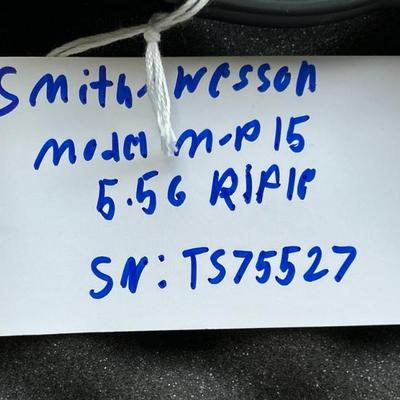 Smith-Wesson
Model M-P 15
5.56 Rifle
SN: TS75527